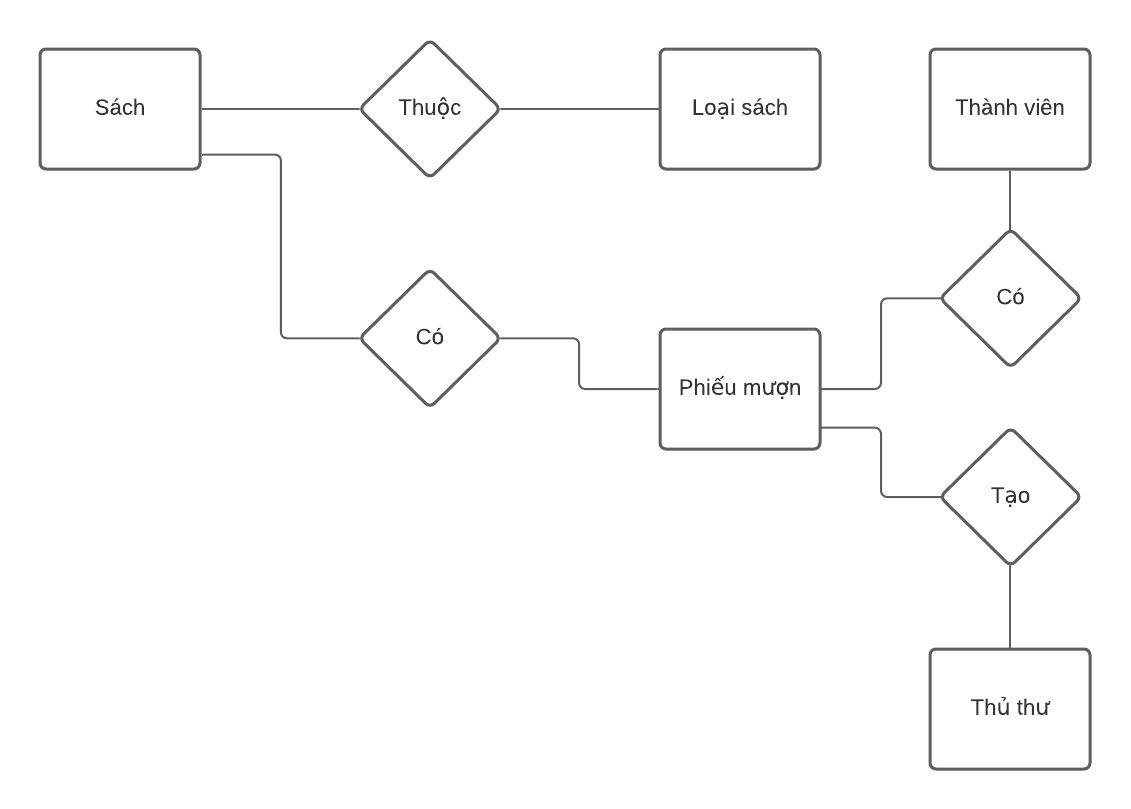 Sách
Thuộc
Loại sách
Thành viên
Có
Có
Phiếu mượn
Tạo
Thủ thư